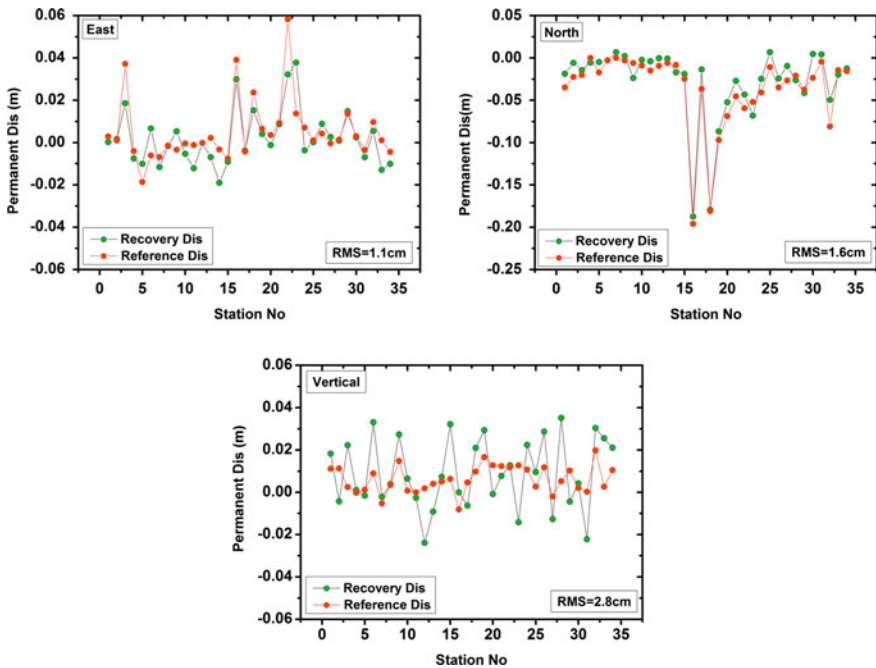 East
Permanent Dis (m)
0.06
0.04
0.02
0.00
-0.02
-0.04
-0.06
Recovery Dis
Reference Dis
RMS=1.1cm
0 5 10 15 20 25 30 35
Station No
North
Permanent Dis(m)
0.05
0.00
-0.05
-0.10
-0.15
-0.20
-0.25
Recovery Dis
Reference Dis
RMS=1.6cm
0 5 10 15 20 25 30 35
Station No
Vertical
Permanent Dis (m)
0.06
0.04
0.02
0.00
-0.02
-0.04
-0.06
Recovery Dis
Reference Dis
RMS=2.8cm
0 5 10 15 20 25 30 35
Station No